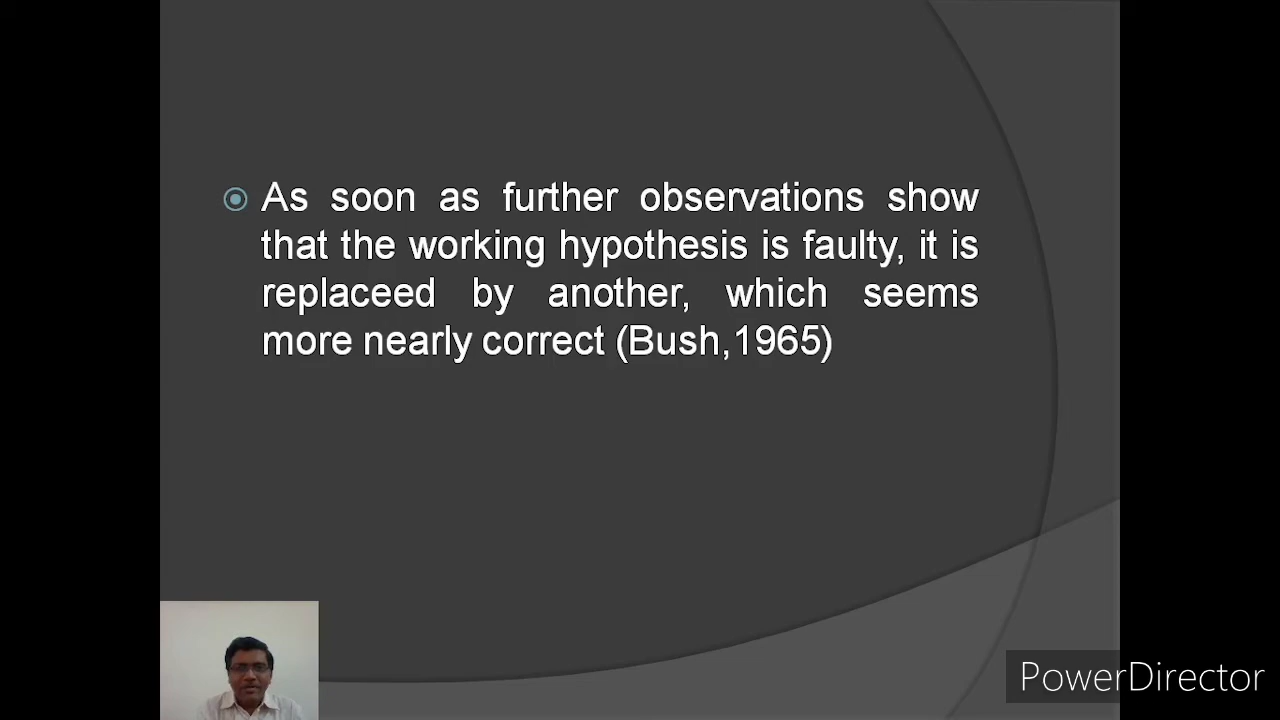 As soon as further observations show
that the working hypothesis is faulty, it is
replaceed by another, which seems
more nearly correct (Bush,1965)
PowerDirector